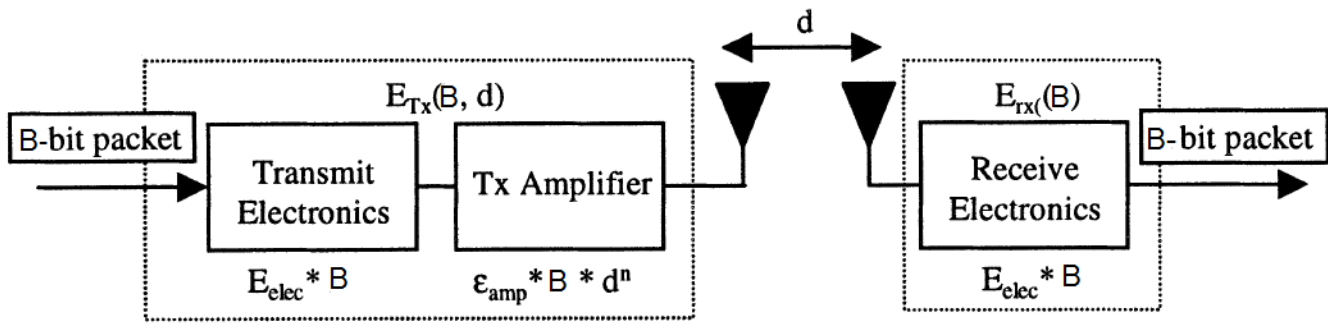 d
E_Tx(B, d)
E_rx((B)
B-bit packet
Transmit
Electronics
Tx Amplifier
Receive
Electronics
B-bit packet
E_elec * B
ε_amp * B * d^n
E_elec * B